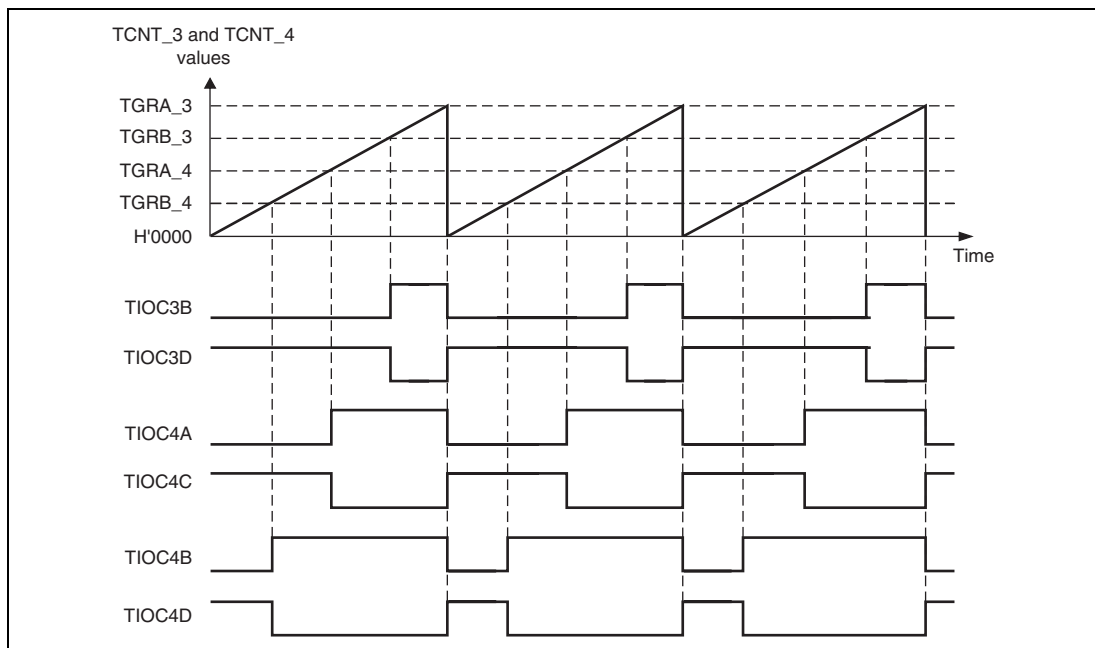 TCNT_3 and TCNT_4
values
TGRA_3
TGRB_3
TGRA_4
TGRB_4
H'0000
Time
TIOC3B
TIOC3D
TIOC4A
TIOC4C
TIOC4B
TIOC4D